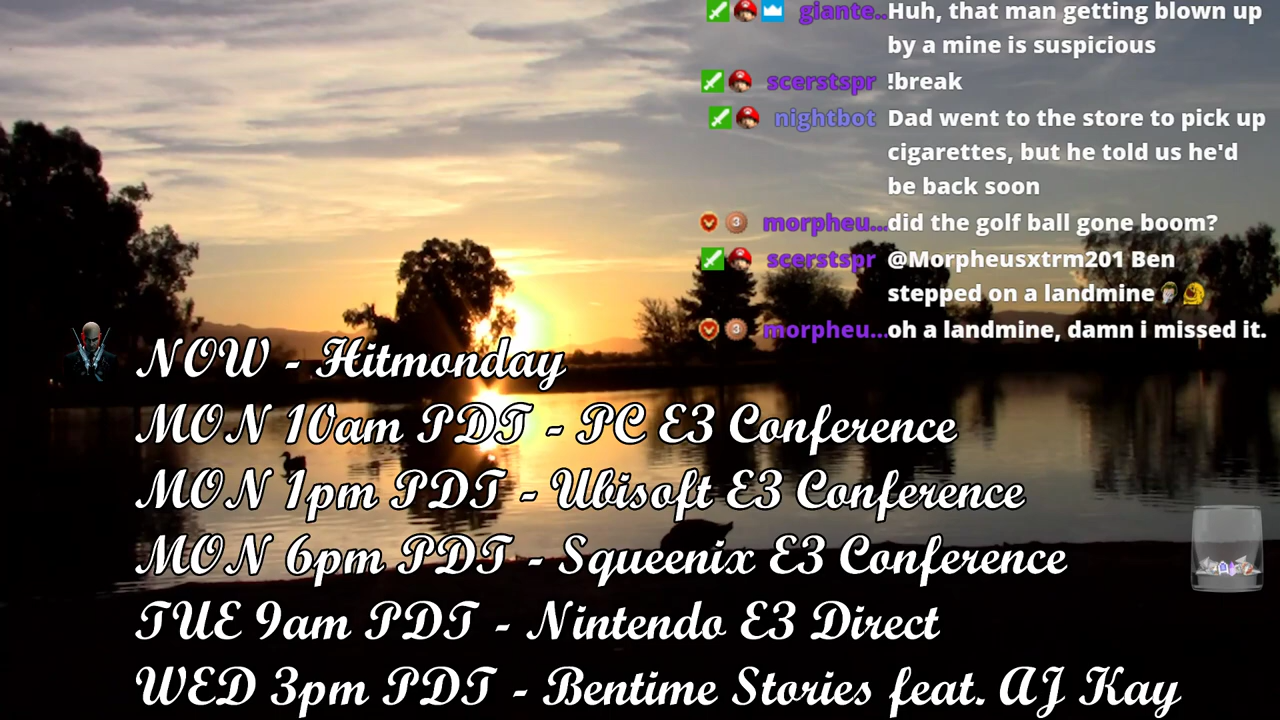 giante.. Huh, that man getting blown up
by a mine is suspicious
scerstspr !break
nightbot Dad went to the store to pick up
cigarettes, but he told us he'd
be back soon
3 morpheu... did the golf ball gone boom?
scerstspr @Morpheusxtrm201 Ben
stepped on a landmine
3 morpheu... oh a landmine, damn i missed it.
NOW - Hitmonday
MON 10am PDT - PC E3 Conference
MON 1pm PDT - Ubisoft E3 Conference
MON 6pm PDT - Squeenix E3 Conference
TUE 9am PDT - Nintendo E3 Direct
WED 3pm PDT - Bentime Stories feat. AJ Kay